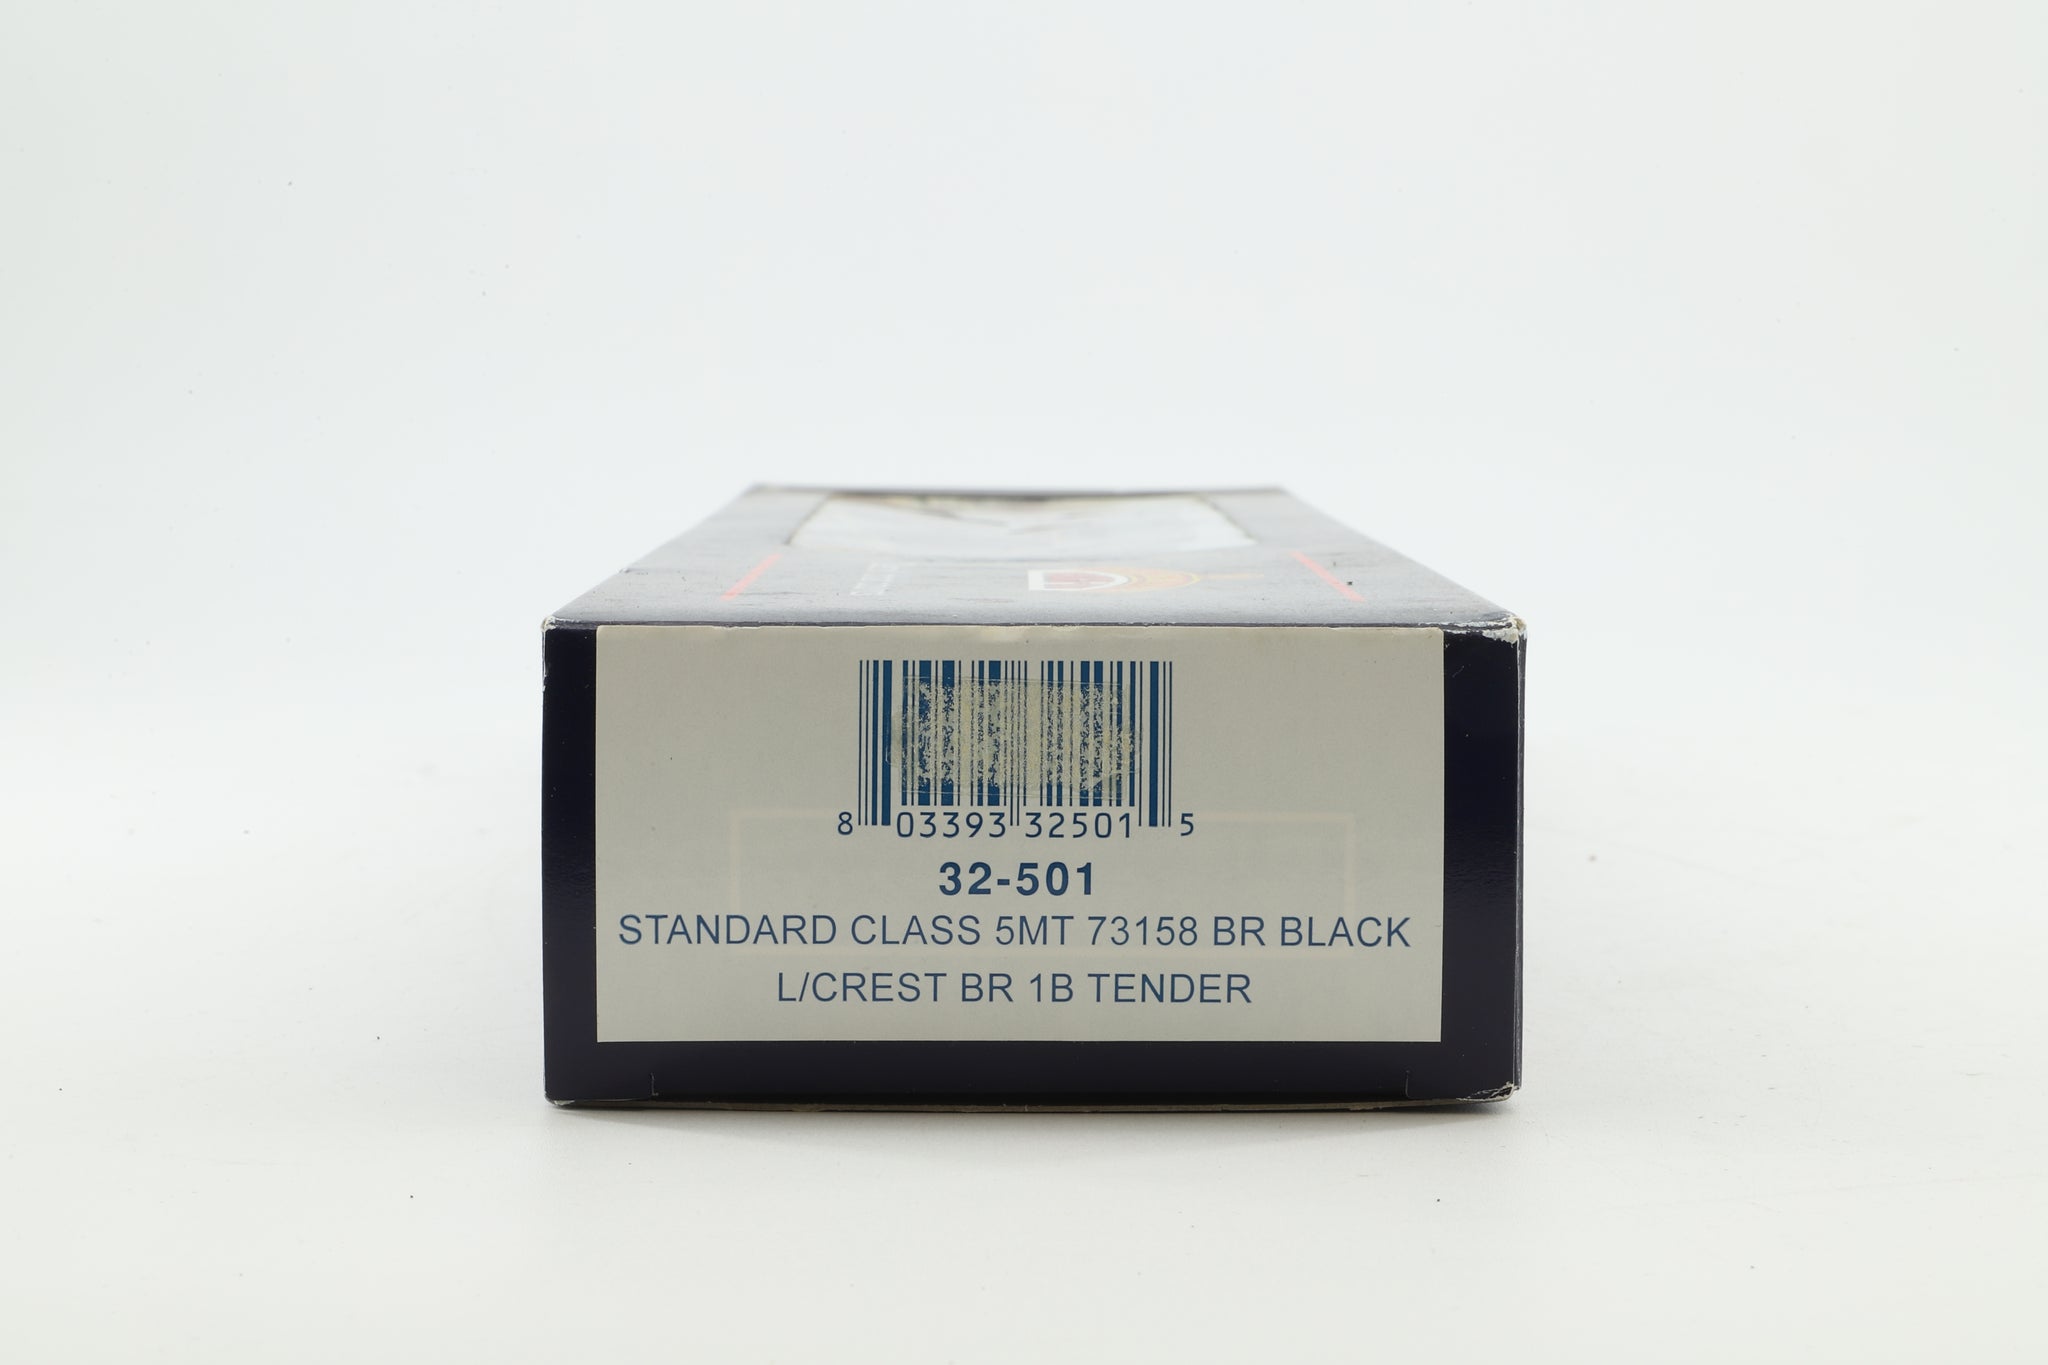 8 03393 32501 5
32-501
STANDARD CLASS 5MT 73158 BR BLACK
L/CREST BR 1B TENDER